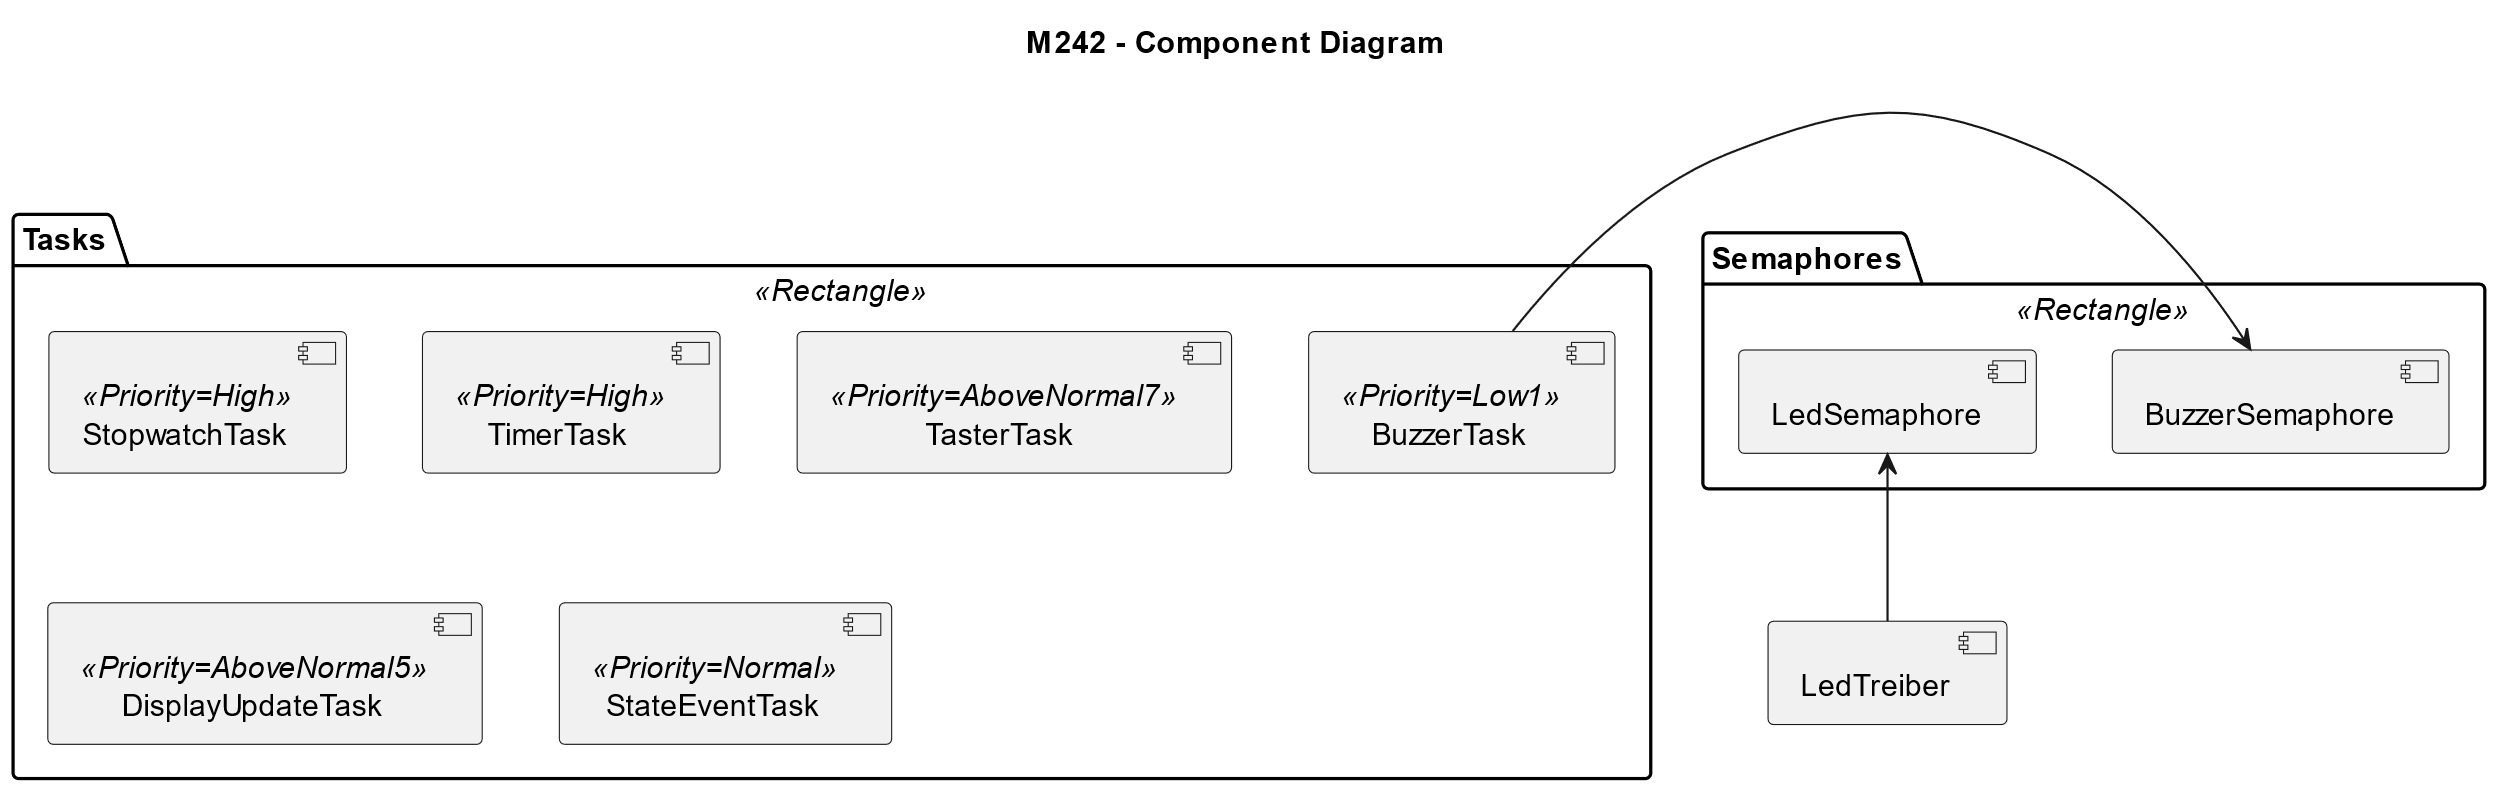 M242 - Component Diagram
Tasks
«Rectangle»
«Priority=High»
StopwatchTask
«Priority=High»
TimerTask
«Priority=AboveNormal7»
TasterTask
«Priority=Low1»
BuzzerTask
«Priority=AboveNormal5»
DisplayUpdateTask
«Priority=Normal»
StateEventTask
Semaphores
«Rectangle»
LedSemaphore
BuzzerSemaphore
LedTreiber